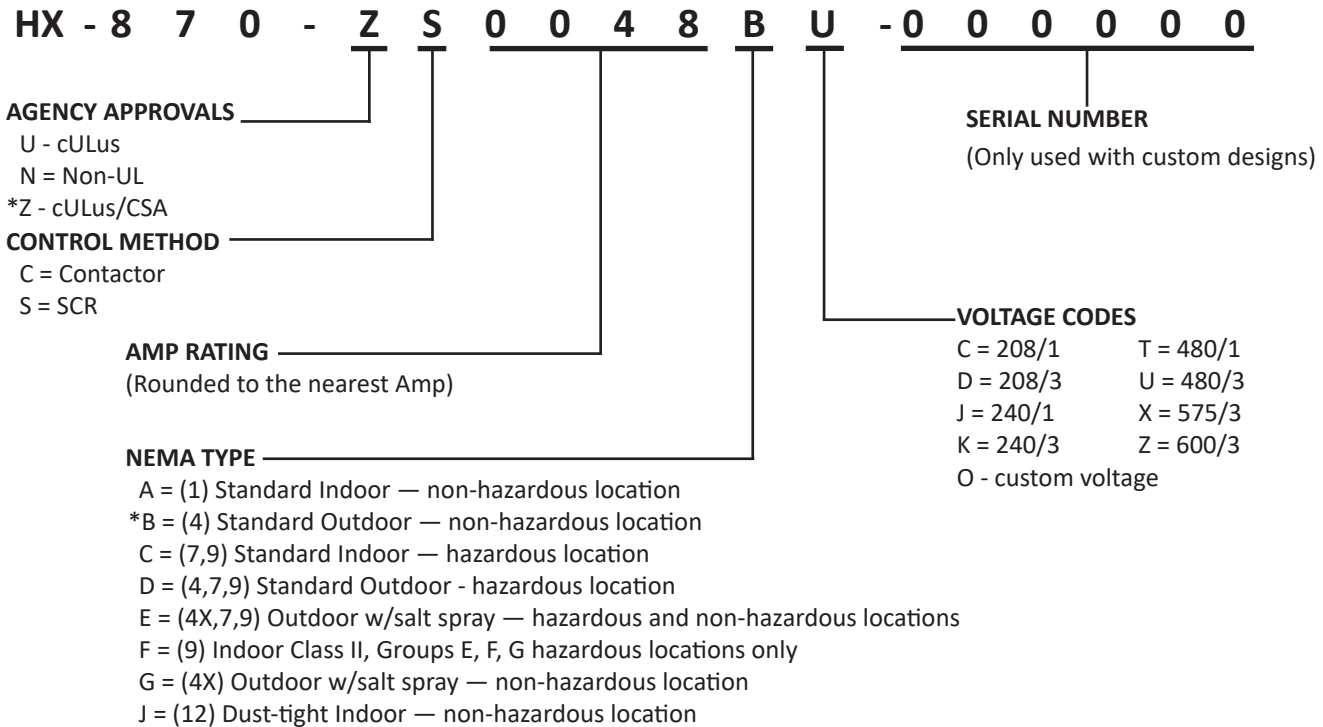 HX - 8 7 0 - Z S 0 0 4 8 B U - 0 0 0 0 0 0
AGENCY APPROVALS
U - cULus
N = Non-UL
*Z - cULus/CSA
CONTROL METHOD
C = Contactor
S = SCR
AMP RATING
(Rounded to the nearest Amp)
NEMA TYPE
A = (1) Standard Indoor — non-hazardous location
*B = (4) Standard Outdoor — non-hazardous location
C = (7,9) Standard Indoor — hazardous location
D = (4,7,9) Standard Outdoor - hazardous location
E = (4X,7,9) Outdoor w/salt spray — hazardous and non-hazardous locations
F = (9) Indoor Class II, Groups E, F, G hazardous locations only
G = (4X) Outdoor w/salt spray — non-hazardous location
J = (12) Dust-tight Indoor — non-hazardous location
SERIAL NUMBER
(Only used with custom designs)
VOLTAGE CODES
C = 208/1 T = 480/1
D = 208/3 U = 480/3
J = 240/1 X = 575/3
K = 240/3 Z = 600/3
O - custom voltage